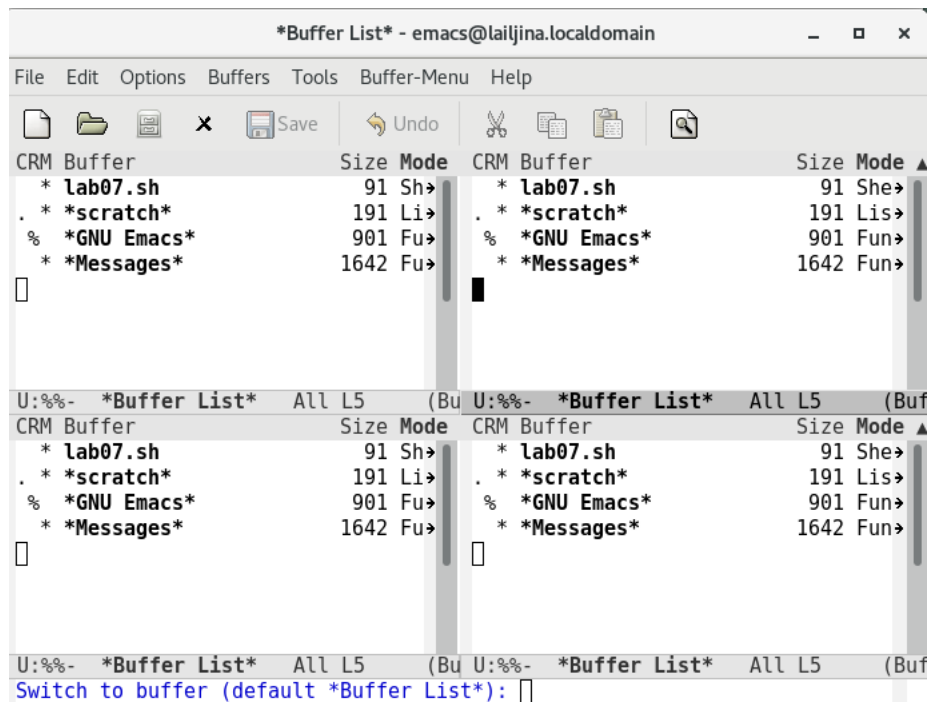 *Buffer List* - emacs@lailjina.localdomain
File Edit Options Buffers Tools Buffer-Menu Help
Save Undo
CRM Buffer Size Mode
* lab07.sh 91 Sh
. * *scratch* 191 Li
% *GNU Emacs* 901 Fu
* *Messages* 1642 Fu
U:%%- *Buffer List* All L5 (Bu
CRM Buffer Size Mode
* lab07.sh 91 She
. * *scratch* 191 Lis
% *GNU Emacs* 901 Fun
* *Messages* 1642 Fun
U:%%- *Buffer List* All L5 (Buf
CRM Buffer Size Mode
* lab07.sh 91 Sh
. * *scratch* 191 Li
% *GNU Emacs* 901 Fu
* *Messages* 1642 Fu
U:%%- *Buffer List* All L5 (Bu
CRM Buffer Size Mode
* lab07.sh 91 She
. * *scratch* 191 Lis
% *GNU Emacs* 901 Fun
* *Messages* 1642 Fun
U:%%- *Buffer List* All L5 (Buf
Switch to buffer (default *Buffer List*):